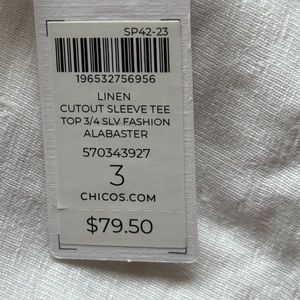 SP42-23
196532756956
LINEN
CUTOUT SLEEVE TEE
TOP 3/4 SLV FASHION
ALABASTER
570343927
3
CHICOS.COM
$79.50